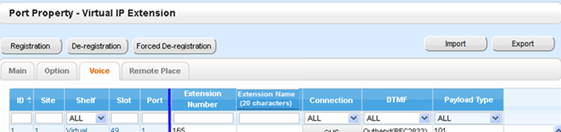 Port Property - Virtual IP Extension
Registration De-registration Forced De-registration Import Export
Main Option Voice Remote Place
ID Site Shelf Slot Port Extension Number Extension Name (20 characters) Connection DTMF Payload Type
ALL ALL ALL ALL
1 1 Virtual 49 1 165 Outband(RFC2833) 101